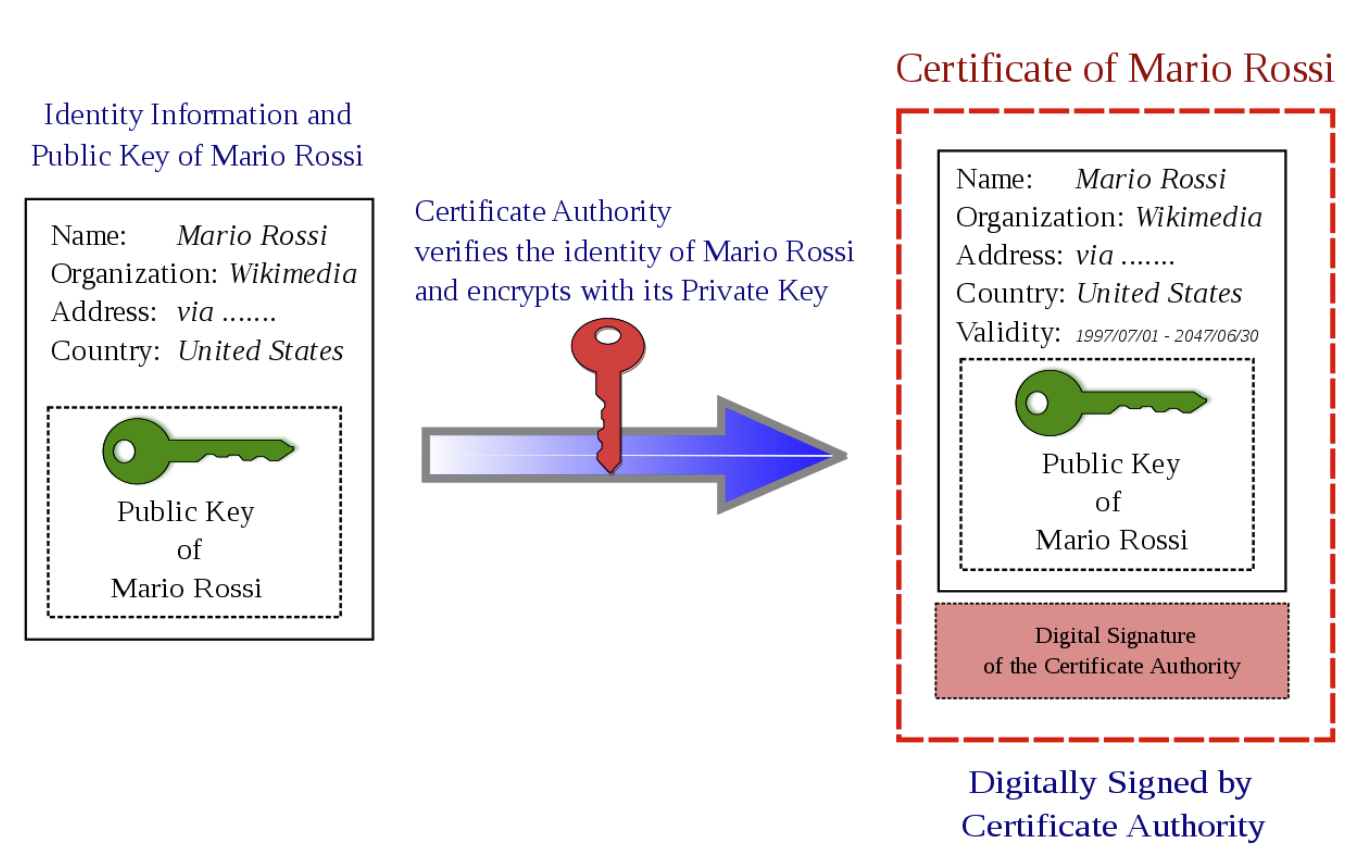 Identity Information and
Public Key of Mario Rossi
Name: Mario Rossi
Organization: Wikimedia
Address: via .......
Country: United States
Public Key
of
Mario Rossi
Certificate Authority
verifies the identity of Mario Rossi
and encrypts with its Private Key
Certificate of Mario Rossi
Name: Mario Rossi
Organization: Wikimedia
Address: via .......
Country: United States
Validity: 1997/07/01 - 2047/06/30
Public Key
of
Mario Rossi
Digital Signature
of the Certificate Authority
Digitally Signed by
Certificate Authority